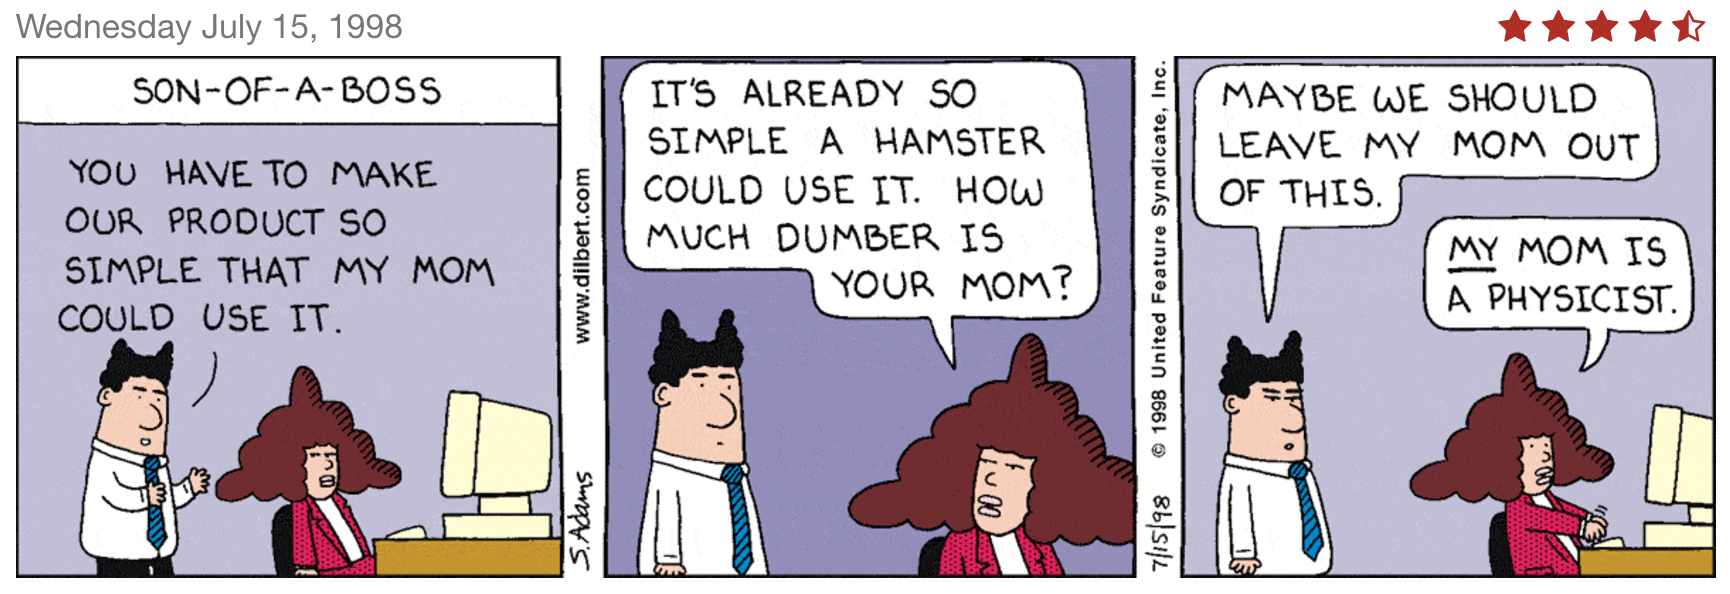 Wednesday July 15, 1998
SON-OF-A-BOSS
YOU HAVE TO MAKE
OUR PRODUCT SO
SIMPLE THAT MY MOM
COULD USE IT.
www.dilbert.com
S.Adams
IT'S ALREADY SO
SIMPLE A HAMSTER
COULD USE IT. HOW
MUCH DUMBER IS
YOUR MOM?
7/15/98 © 1998 United Feature Syndicate, Inc.
MAYBE WE SHOULD
LEAVE MY MOM OUT
OF THIS.
MY MOM IS
A PHYSICIST.